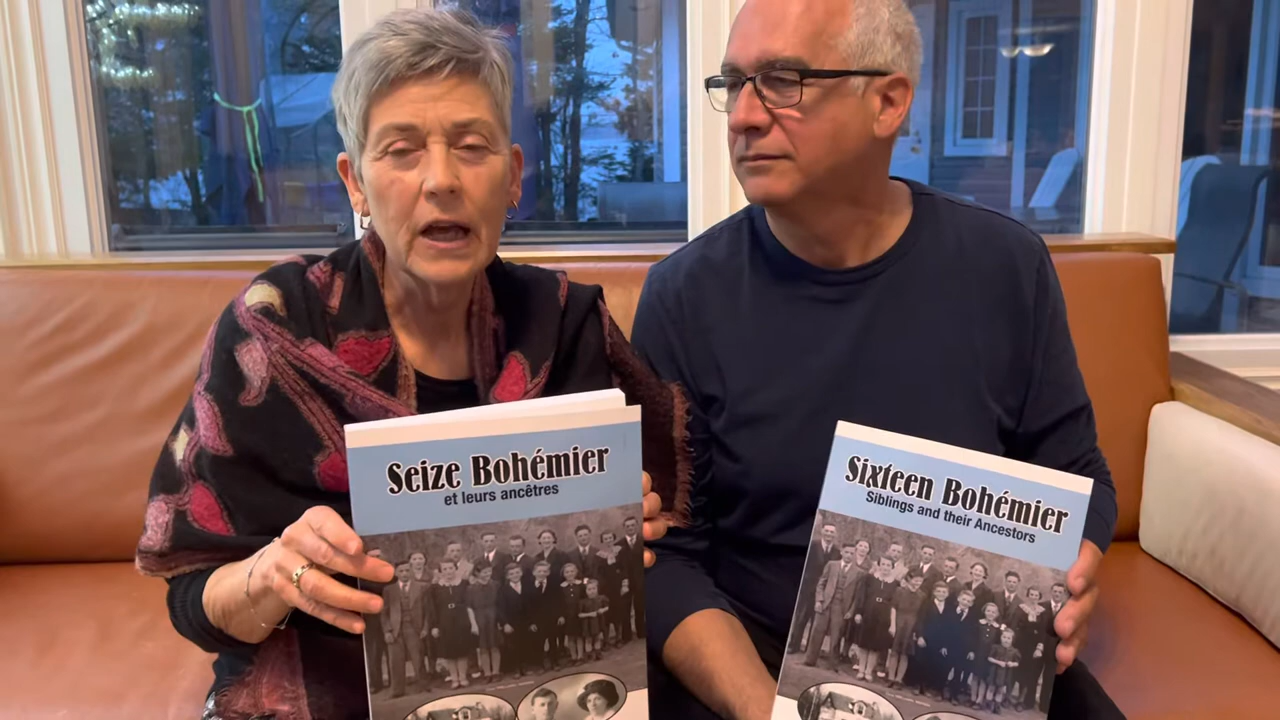 Seize Bohémier
et leurs ancêtres
Sixteen Bohémier
Siblings and their Ancestors